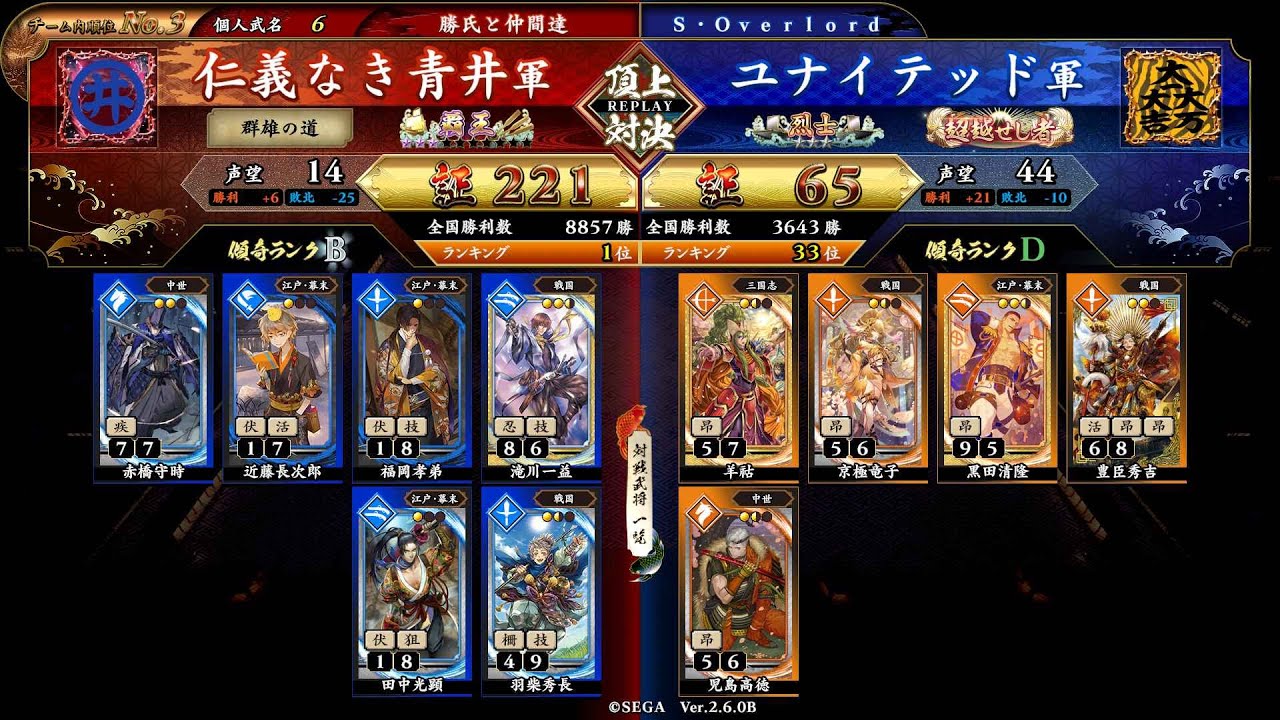 チーム内順位 No.3
個人武名 6
勝氏と仲間達
S・Overlord
井
仁義なき青井軍
頂上
REPLAY
対決
ユナイテッド軍
大一大万大吉
群雄の道
覇王
烈士
超越せし者
声望 14
勝利 +6 敗北 -25
証 221
証 65
声望 44
勝利 +21 敗北 -10
全国勝利数 8857勝
全国勝利数 3643勝
傾奇ランク B
ランキング 1位
ランキング 33位
傾奇ランク D
中世
疾
7 7
赤橋守時
江戸・幕末
伏 活
1 7
近藤長次郎
江戸・幕末
伏 技
1 8
福岡孝弟
戦国
忍 技
8 6
滝川一益
三国志
昂
5 7
羊祜
戦国
昂
5 6
京極竜子
江戸・幕末
昂
9 5
黒田清隆
戦国
活 昂 昂
6 8
豊臣秀吉
対戦武将一覧
江戸・幕末
伏 狙
1 8
田中光顕
戦国
柵 技
4 9
羽柴秀長
中世
昂
5 6
児島高徳
©SEGA Ver.2.6.0B